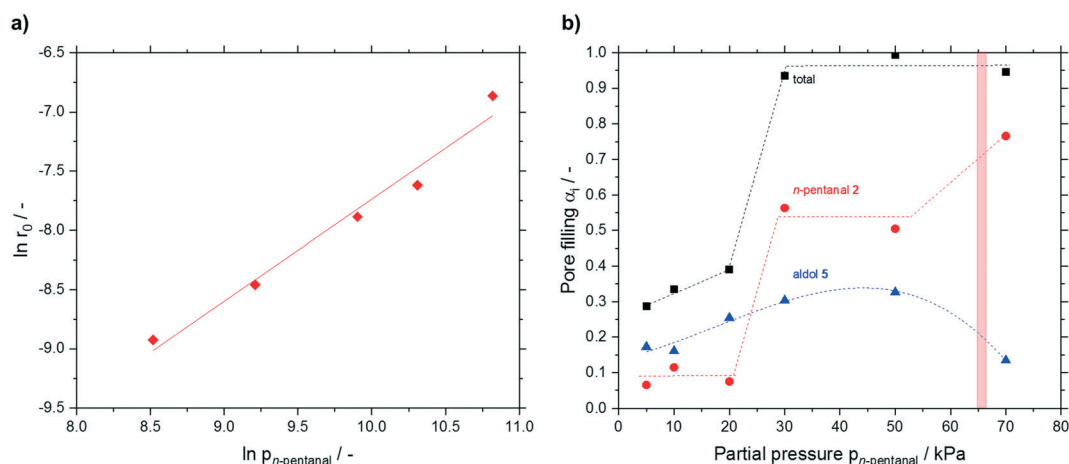 a)
-6.5
-7.0
-7.5
-8.0
-8.5
-9.0
-9.5
8.0 8.5 9.0 9.5 10.0 10.5 11.0
ln r0 / -
ln pn-pentanal / -
b)
1.0
0.9
0.8
0.7
0.6
0.5
0.4
0.3
0.2
0.1
0.0
0 10 20 30 40 50 60 70 80
Pore filling αi / -
Partial pressure pn-pentanal / kPa
total
n-pentanal 2
aldol 5